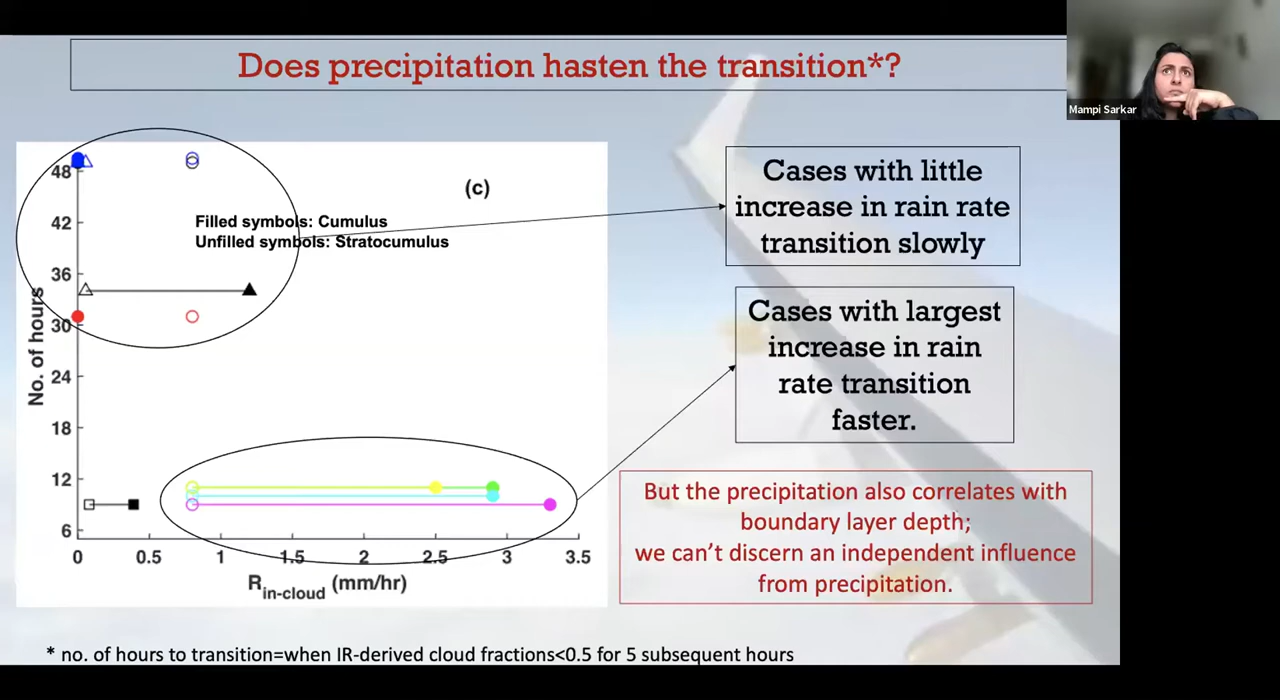 Does precipitation hasten the transition*?
Mampi Sarkar
(c)
Filled symbols: Cumulus
Unfilled symbols: Stratocumulus
No. of hours
48
42
36
30
24
18
12
6
0
0.5
1
1.5
2
2.5
3
3.5
Rin-cloud (mm/hr)
Cases with little
increase in rain rate
transition slowly
Cases with largest
increase in rain
rate transition
faster.
But the precipitation also correlates with
boundary layer depth;
we can't discern an independent influence
from precipitation.
* no. of hours to transition=when IR-derived cloud fractions<0.5 for 5 subsequent hours